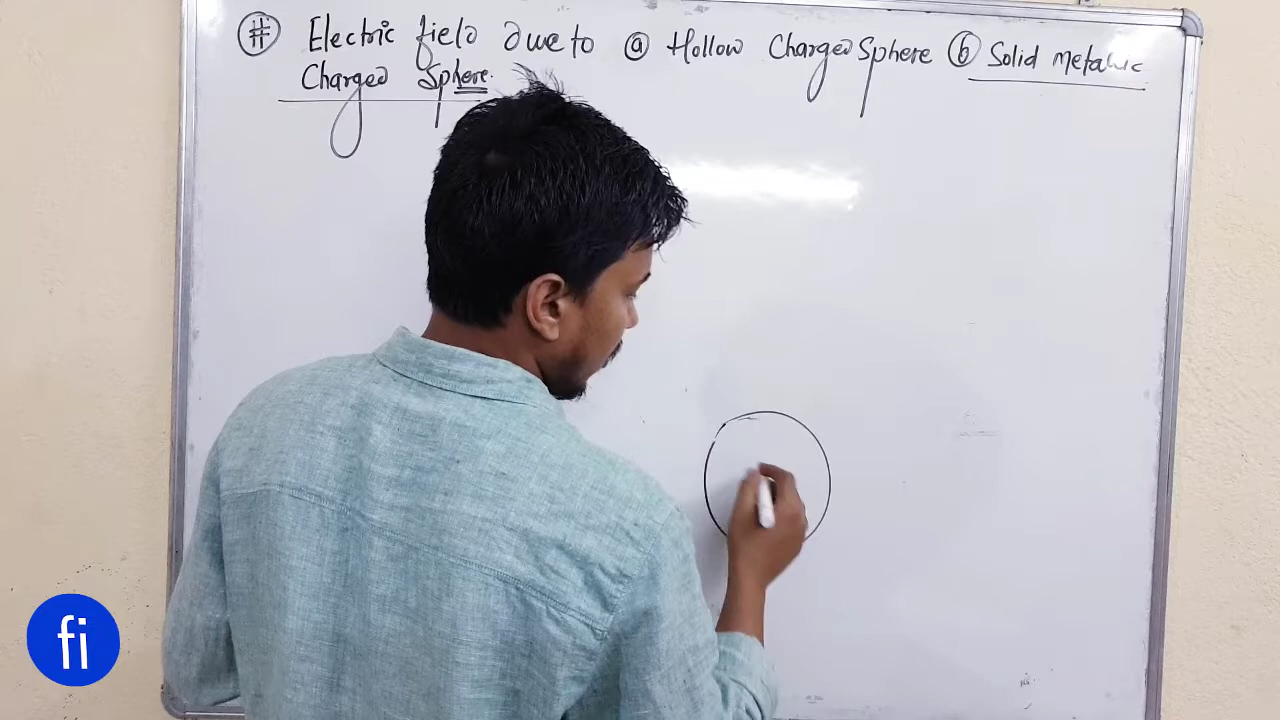 # Electric field due to (a) Hollow Charged Sphere (b) Solid metallic
Charged Sphere.
fi